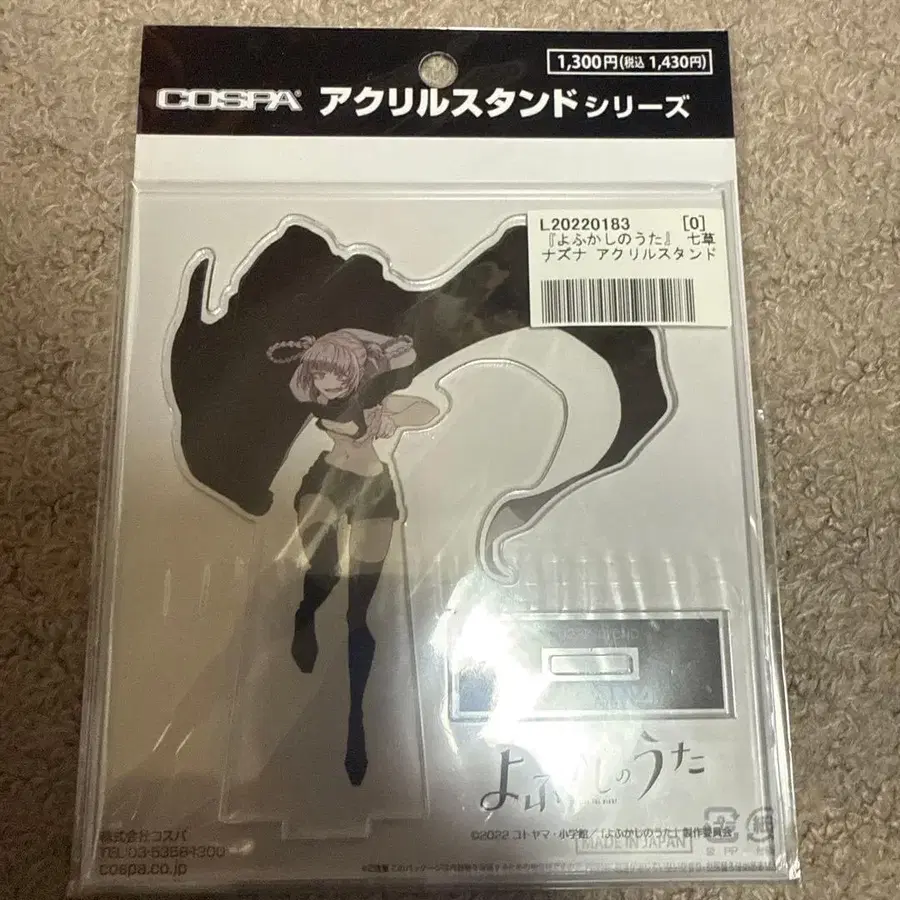 1,300円(税込 1,430円)
COSPA アクリルスタンド シリーズ
L20220183 [0]
『よふかしのうた』 七草
ナズナ アクリルスタンド
よふかしのうた
©2022 コトヤマ・小学館/「よふかしのうた」製作委員会
MADE IN JAPAN
株式会社コスパ
TEL:03-53584300
cospa.co.jp